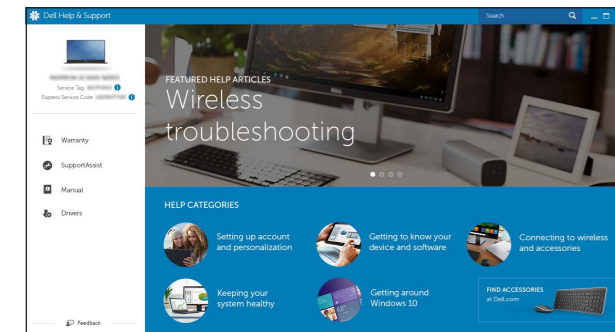 Dell Help & Support
Search
Service Tag
Express Service Code
Warranty
SupportAssist
Manual
Drivers
Feedback
FEATURED HELP ARTICLES
Wireless
troubleshooting
HELP CATEGORIES
Setting up account
and personalization
Getting to know your
device and software
Connecting to wireless
and accessories
Keeping your
system healthy
Getting around
Windows 10
FIND ACCESSORIES
at Dell.com